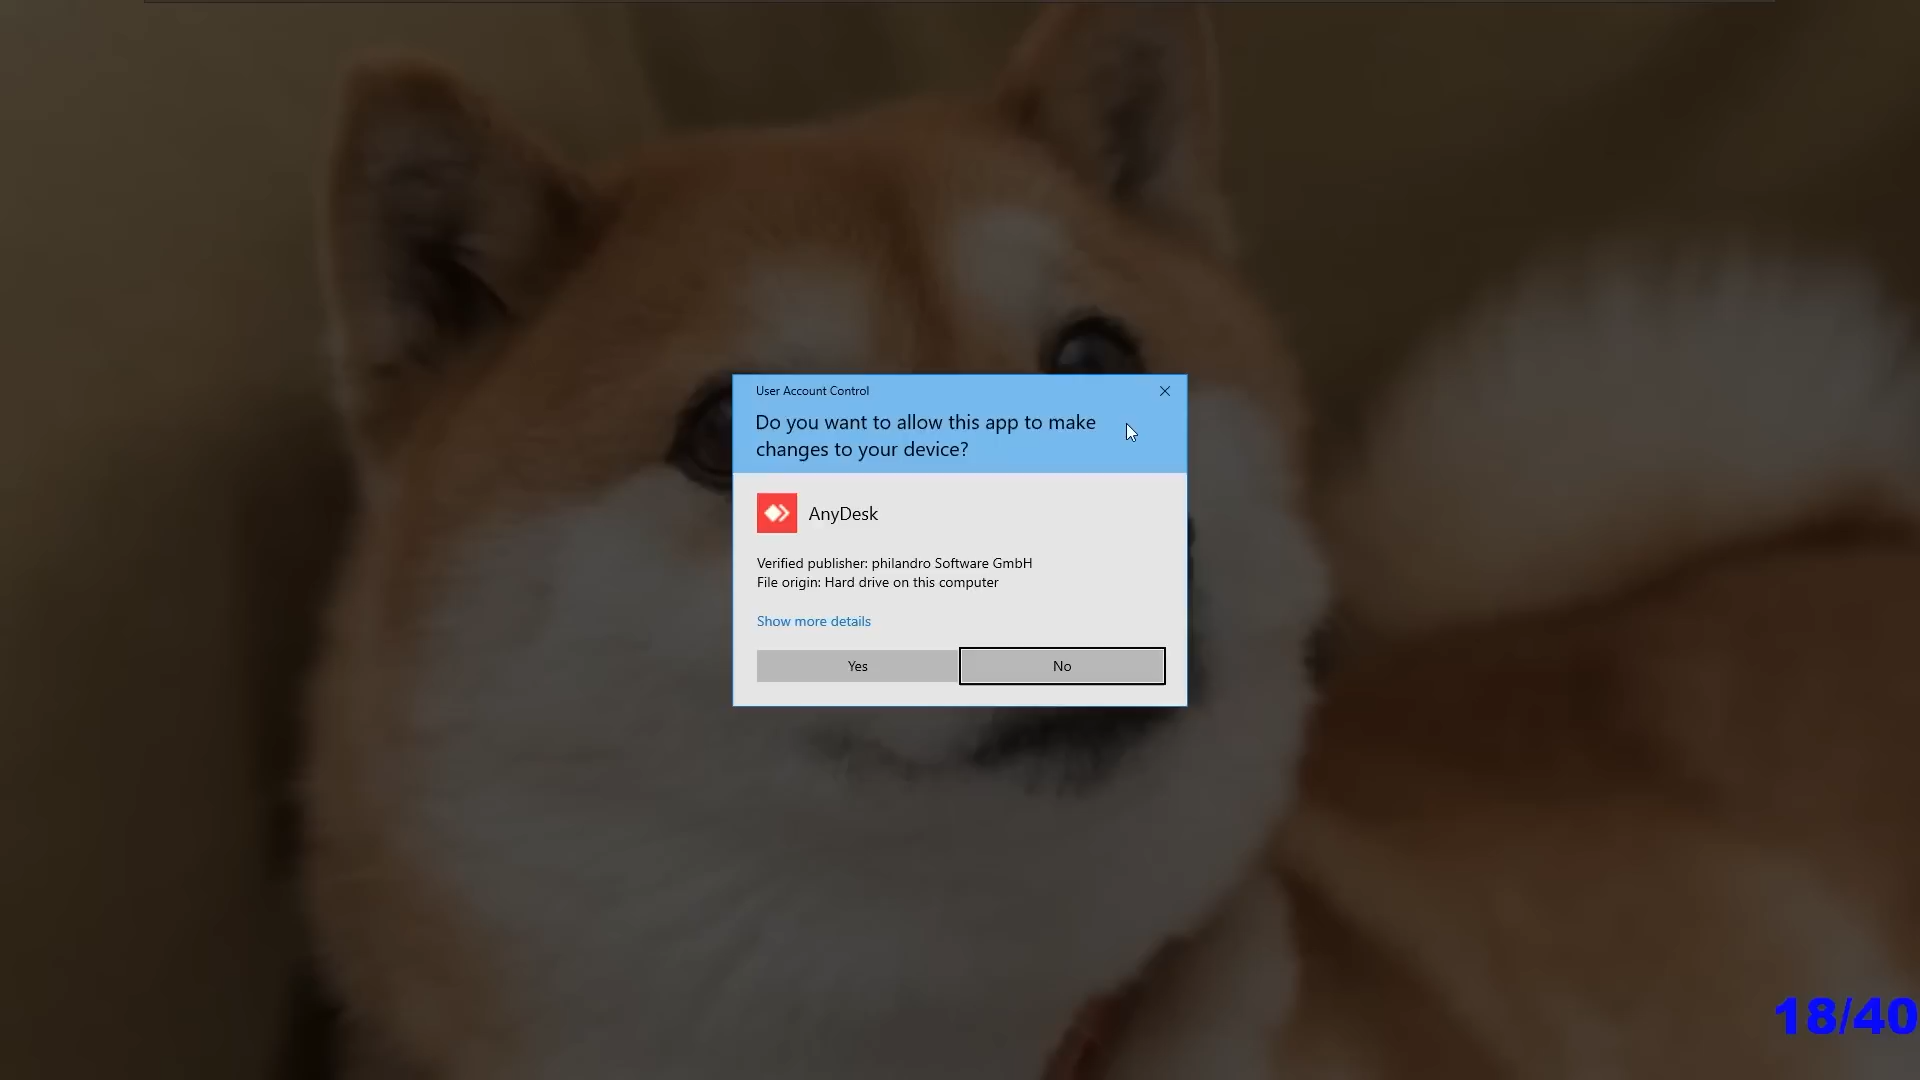 User Account Control
Do you want to allow this app to make
changes to your device?
AnyDesk
Verified publisher: philandro Software GmbH
File origin: Hard drive on this computer
Show more details
Yes No
18/40